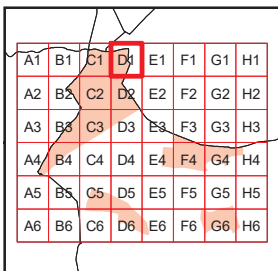 A1 B1 C1 D1 E1 F1 G1 H1
A2 B2 C2 D2 E2 F2 G2 H2
A3 B3 C3 D3 E3 F3 G3 H3
A4 B4 C4 D4 E4 F4 G4 H4
A5 B5 C5 D5 E5 F5 G5 H5
A6 B6 C6 D6 E6 F6 G6 H6